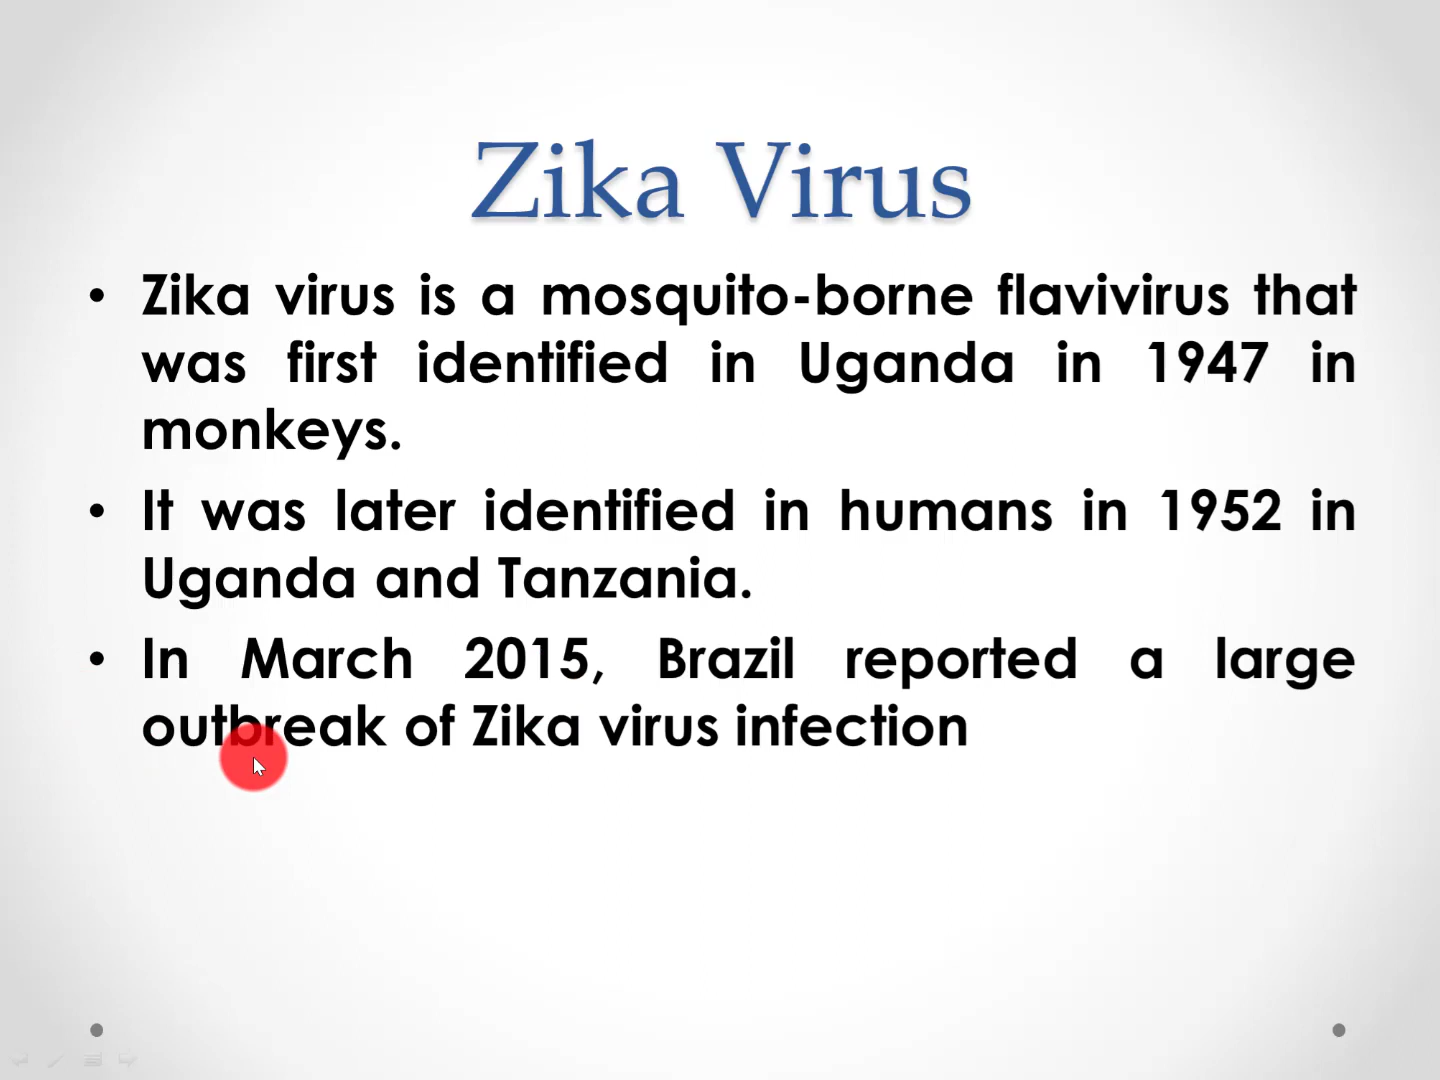 Zika Virus
• Zika virus is a mosquito-borne flavivirus that
was first identified in Uganda in 1947 in
monkeys.
• It was later identified in humans in 1952 in
Uganda and Tanzania.
• In March 2015, Brazil reported a large
outbreak of Zika virus infection